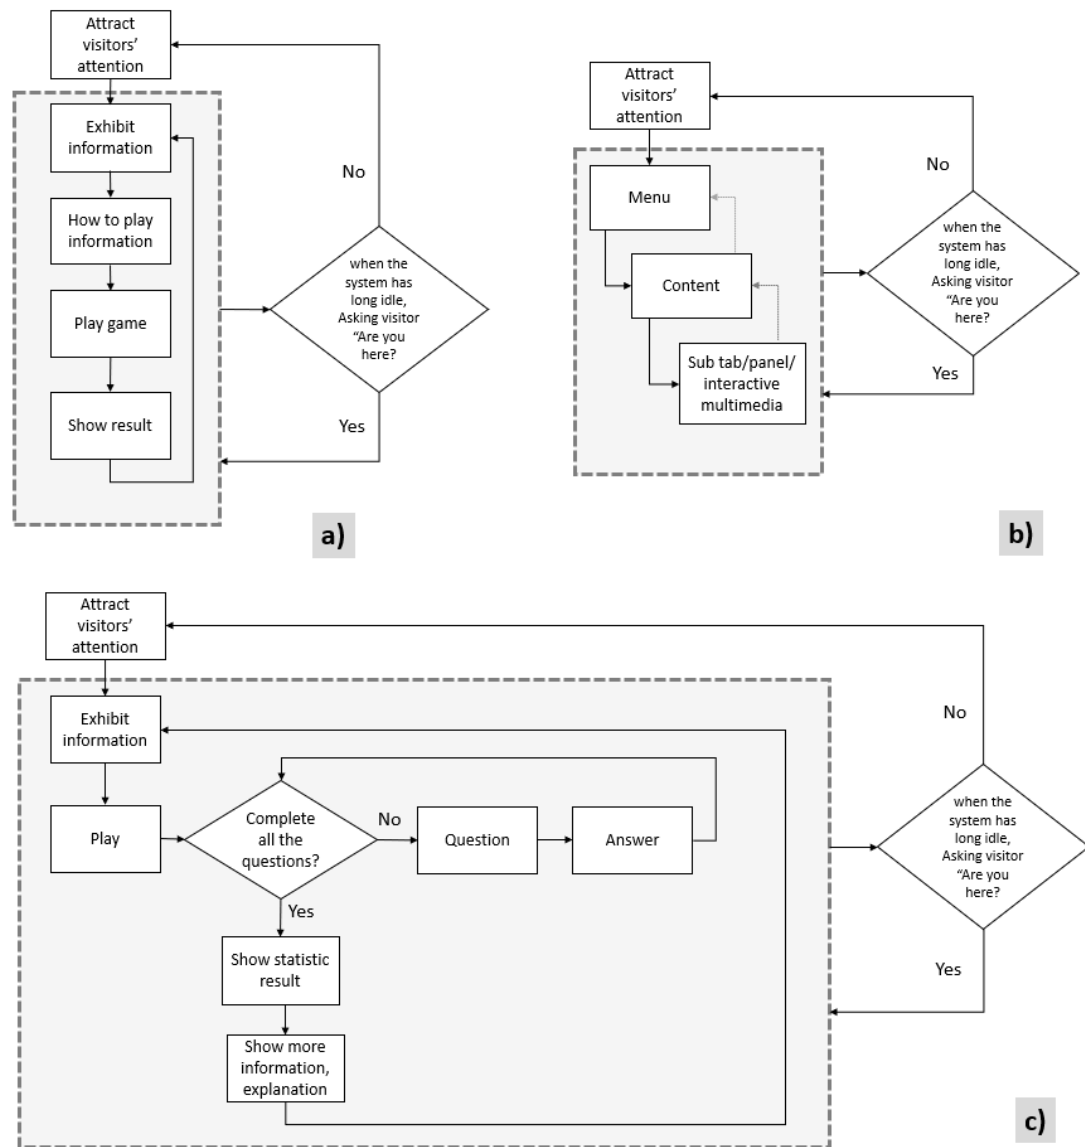 Attract
visitors’
attention
Exhibit
information
How to play
information
Play game
Show result
No
when the
system has
long idle,
Asking visitor
“Are you
here?
Yes
a)
Attract
visitors’
attention
Menu
Content
Sub tab/panel/
interactive
multimedia
No
when the
system has
long idle,
Asking visitor
“Are you
here?
Yes
b)
Attract
visitors’
attention
Exhibit
information
Play
Complete
all the
questions?
No
Question
Answer
Yes
Show statistic
result
Show more
information,
explanation
No
when the
system has
long idle,
Asking visitor
“Are you
here?
Yes
c)